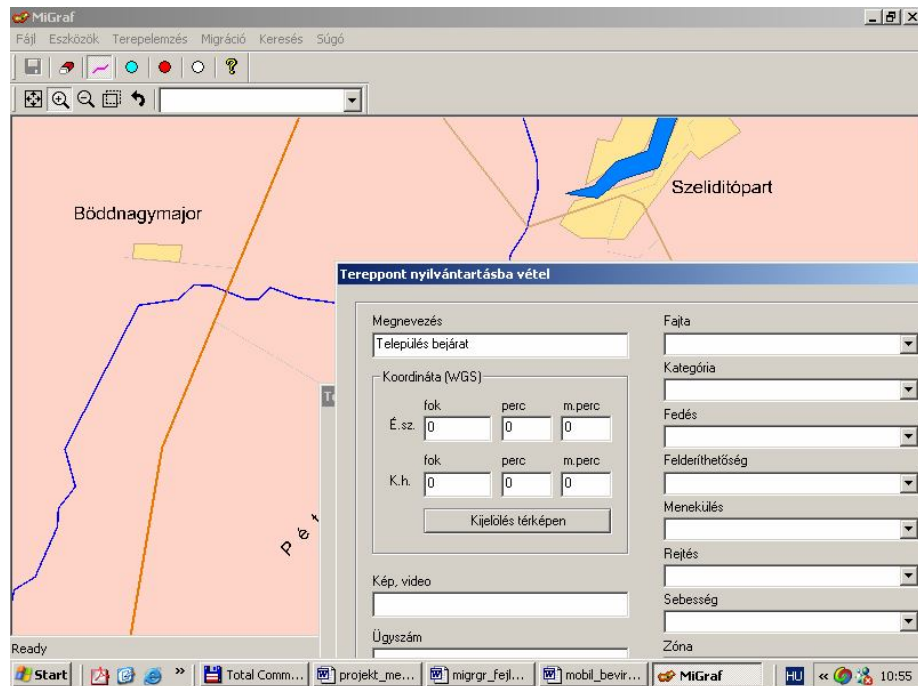 MiGraf
Fájl Eszközök Terepelemzés Migráció Keresés Súgó
Szeliditópart
Böddnagymajor
Tereppont nyilvántartásba vétel
Megnevezés
Település bejárat
Koordináta (WGS)
fok perc m.perc
É.sz. 0 0 0
fok perc m.perc
K.h. 0 0 0
Kijelölés térképen
Kép, video
Ügyszám
Fajta
Kategória
Fedés
Felderíthetőség
Menekülés
Rejtés
Sebesség
Zóna
P é t
Ready
Start » Total Comm... projekt_me... migrgr_fejl... mobil_bevir... MiGraf HU « 10:55